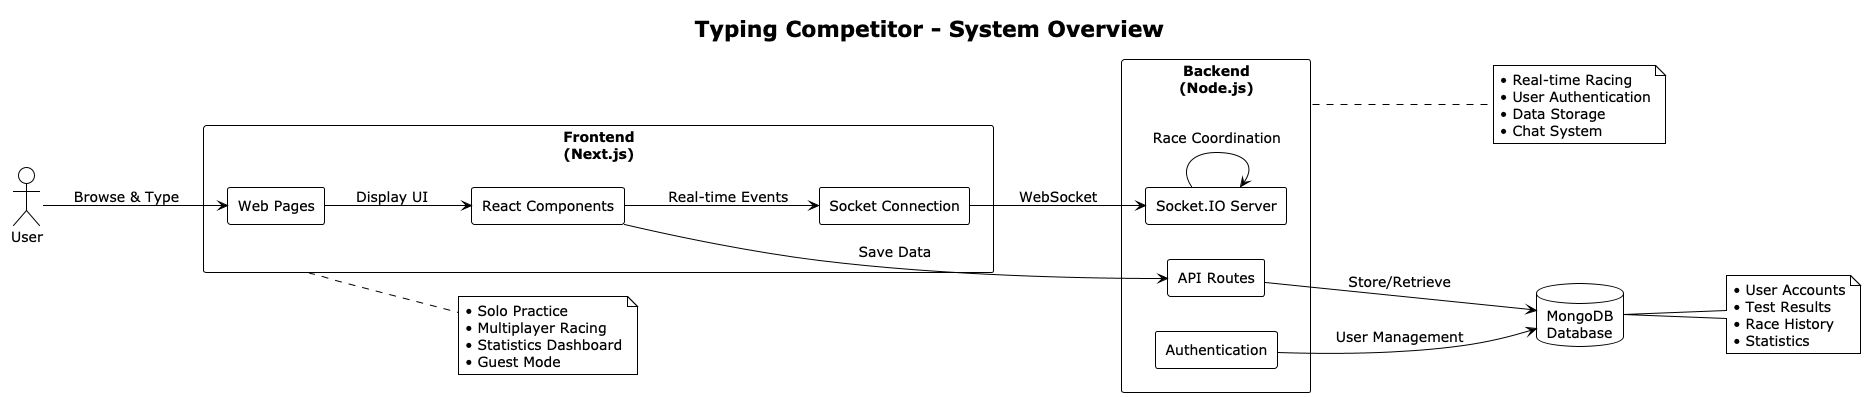 Typing Competitor - System Overview
Backend
(Node.js)
• Real-time Racing
• User Authentication
• Data Storage
• Chat System
Frontend
(Next.js)
Race Coordination
User
Browse & Type
Web Pages
Display UI
React Components
Real-time Events
Socket Connection
WebSocket
Socket.IO Server
Save Data
API Routes
Store/Retrieve
Authentication
User Management
MongoDB
Database
• User Accounts
• Test Results
• Race History
• Statistics
• Solo Practice
• Multiplayer Racing
• Statistics Dashboard
• Guest Mode